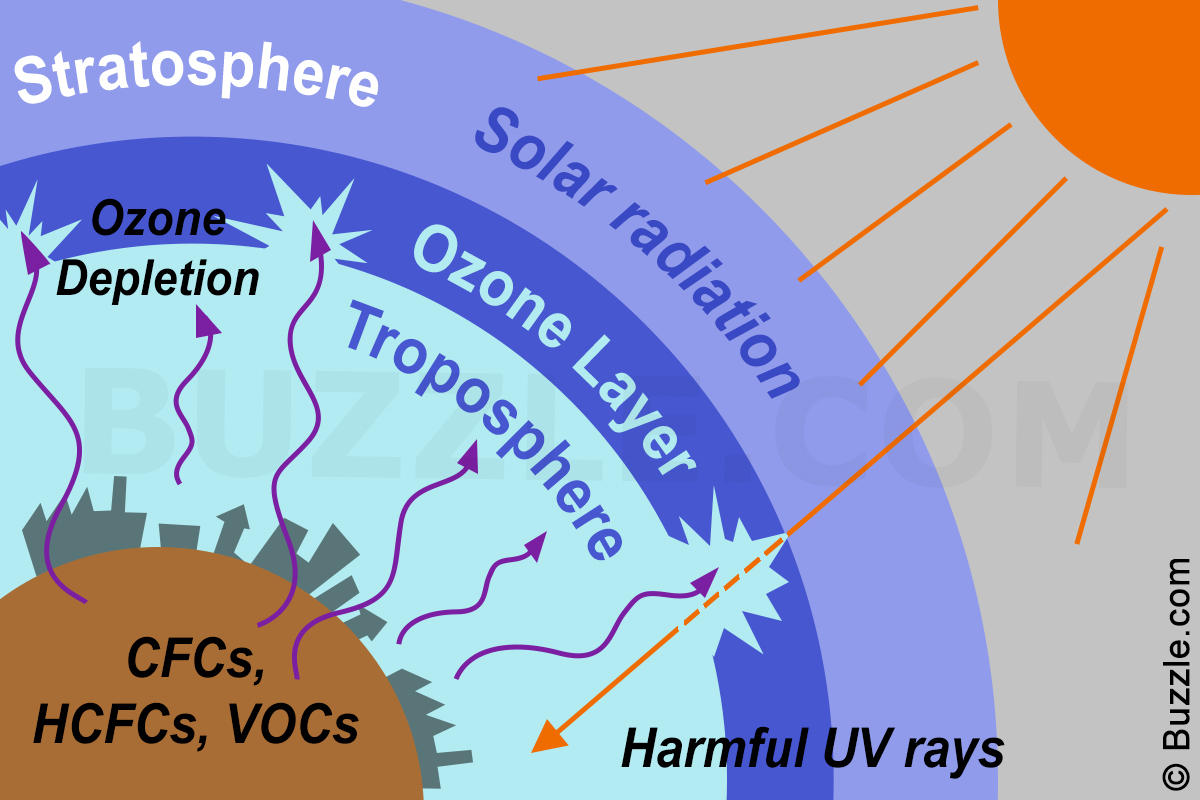 Stratosphere
Solar radiation
Ozone Layer
Ozone
Depletion
Troposphere
BUZZLE.COM
CFCs,
HCFCs, VOCs
Harmful UV rays
© Buzzle.com